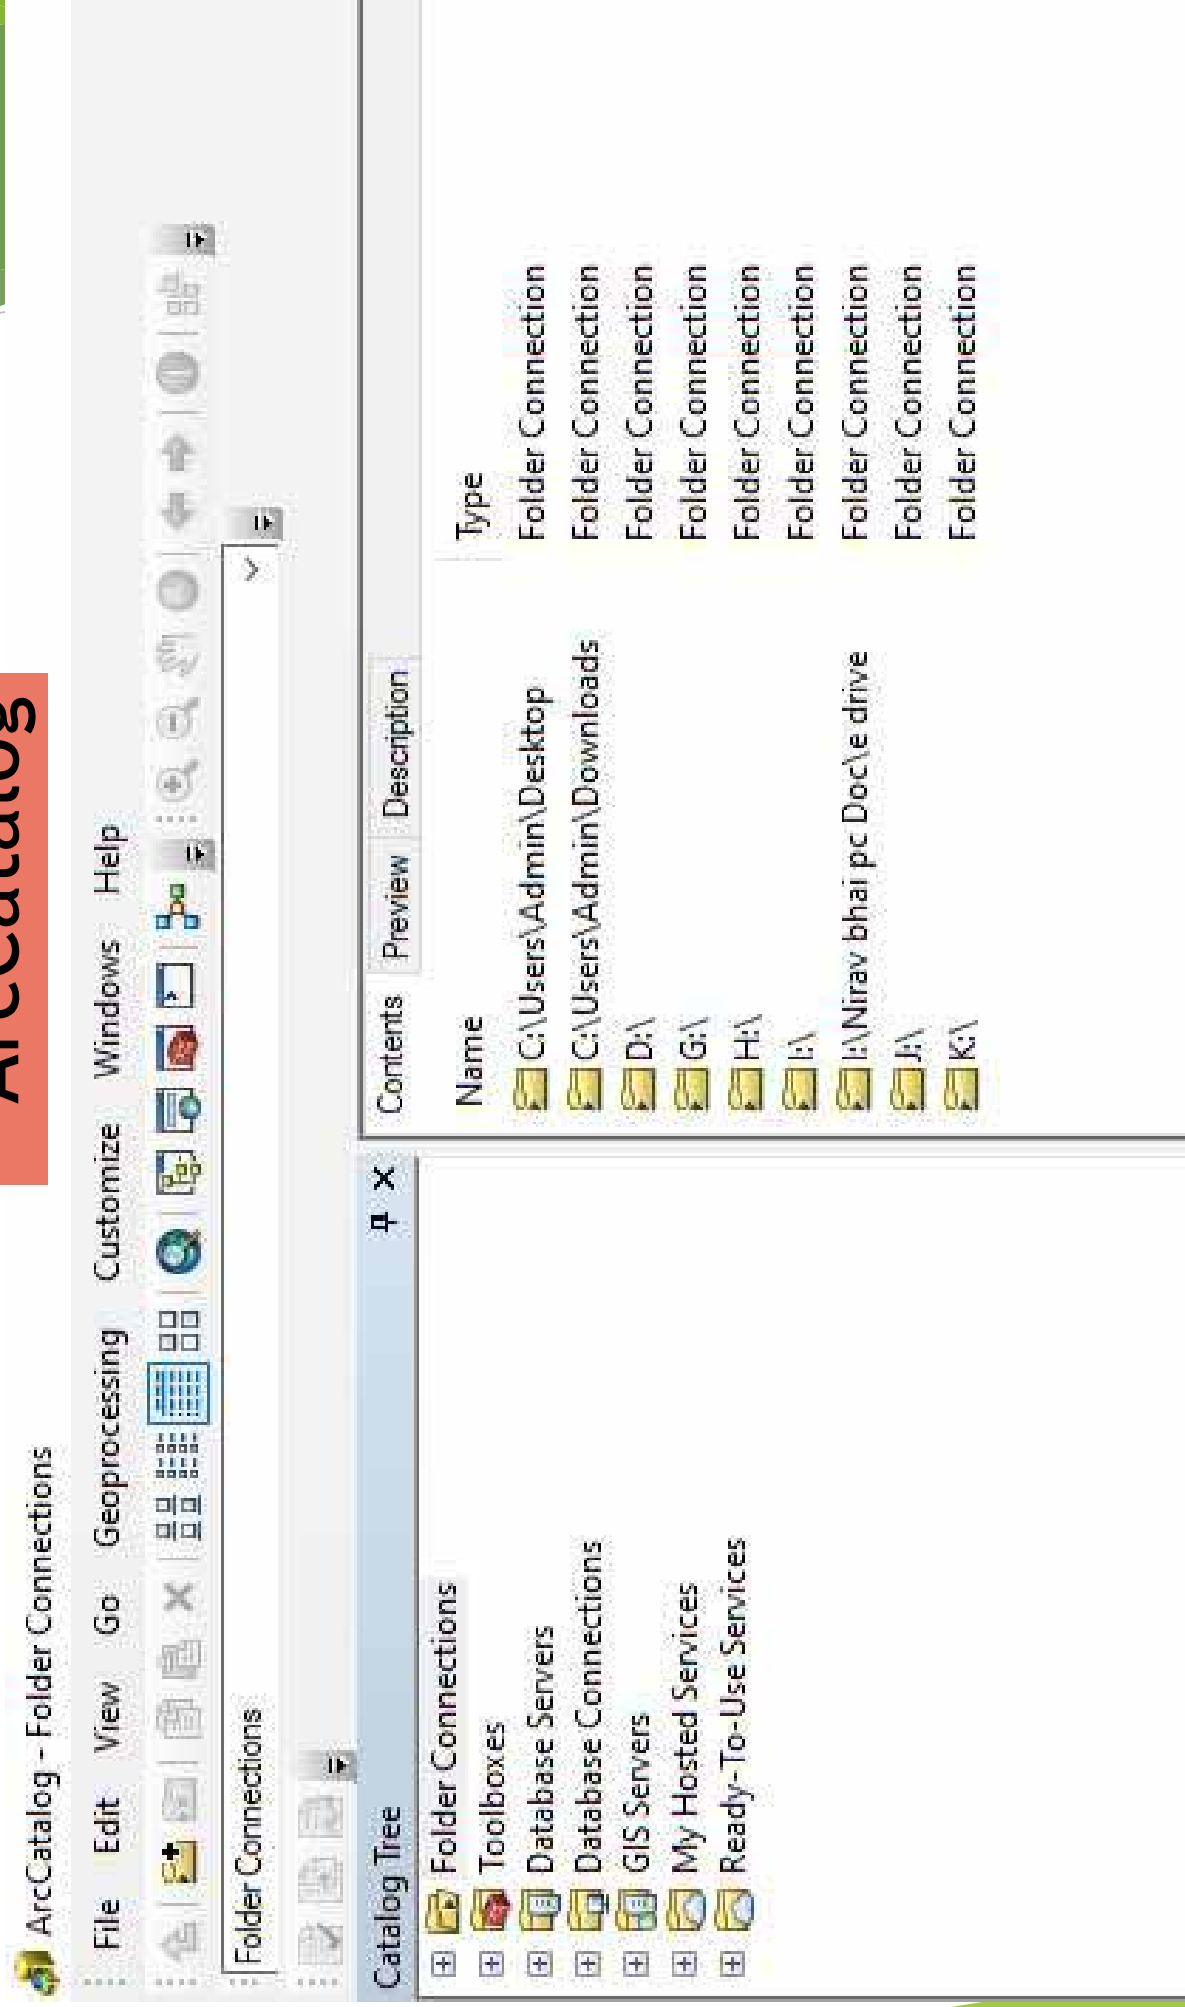 ArcCatalog
ArcCatalog - Folder Connections
File Edit View Go Geoprocessing Customize Windows Help
Folder Connections
Catalog Tree
Folder Connections
Toolboxes
Database Servers
Database Connections
GIS Servers
My Hosted Services
Ready-To-Use Services
Contents Preview Description
Name Type
C:\Users\Admin\Desktop Folder Connection
C:\Users\Admin\Downloads Folder Connection
D:\ Folder Connection
G:\ Folder Connection
H:\ Folder Connection
I:\ Folder Connection
I:\Nirav bhai pc Doc\e drive Folder Connection
J:\ Folder Connection
K:\ Folder Connection